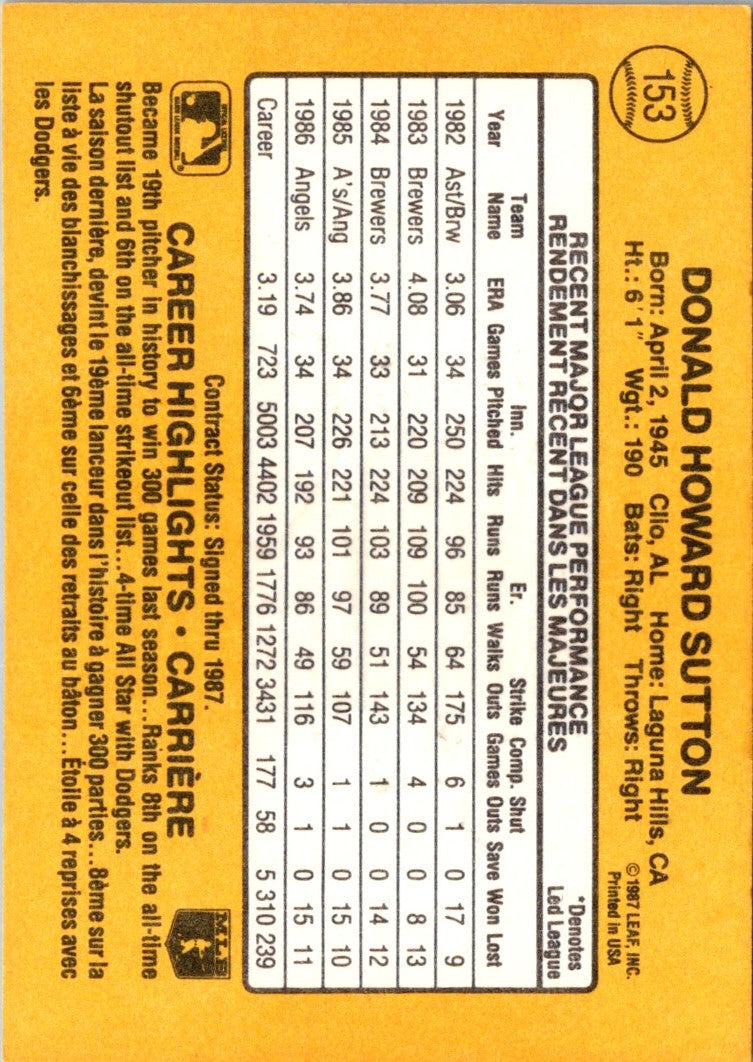 153
DONALD HOWARD SUTTON
Born: April 2, 1945 Clio, AL Home: Laguna Hills, CA
Ht.: 6'1" Wgt.: 190 Bats: Right Throws: Right
©1987 LEAF, INC.
Printed in USA
RECENT MAJOR LEAGUE PERFORMANCE
RENDEMENT RÉCENT DANS LES MAJEURES
*Denotes
Led League
Team Inn. Er. Strike Comp. Shut
Year Name ERA Games Pitched Hits Runs Runs Walks Outs Games Outs Save Won Lost
1982 Ast/Brw 3.06 34 250 224 96 85 64 175 6 1 0 17 9
1983 Brewers 4.08 31 220 209 109 100 54 134 4 0 0 8 13
1984 Brewers 3.77 33 213 224 103 89 51 143 1 0 0 14 12
1985 A's/Ang 3.86 34 226 221 101 97 59 107 1 1 0 15 10
1986 Angels 3.74 34 207 192 93 86 49 116 3 1 0 15 11
Career 3.19 723 5003 4402 1959 1776 1272 3431 177 58 5 310 239
Contract Status: Signed thru 1987.
CAREER HIGHLIGHTS • CARRIÈRE
MLB
Became 19th pitcher in history to win 300 games last season...Ranks 8th on the all-time
shutout list and 6th on the all-time strikeout list...4-time All Star with Dodgers.
La saison dernière, devint le 19ème lanceur dans l'histoire à gagner 300 parties...8ème sur la
liste à vie des blanchissages et 6ème sur celle des retraits au bâton...Étoile à 4 reprises avec
les Dodgers.